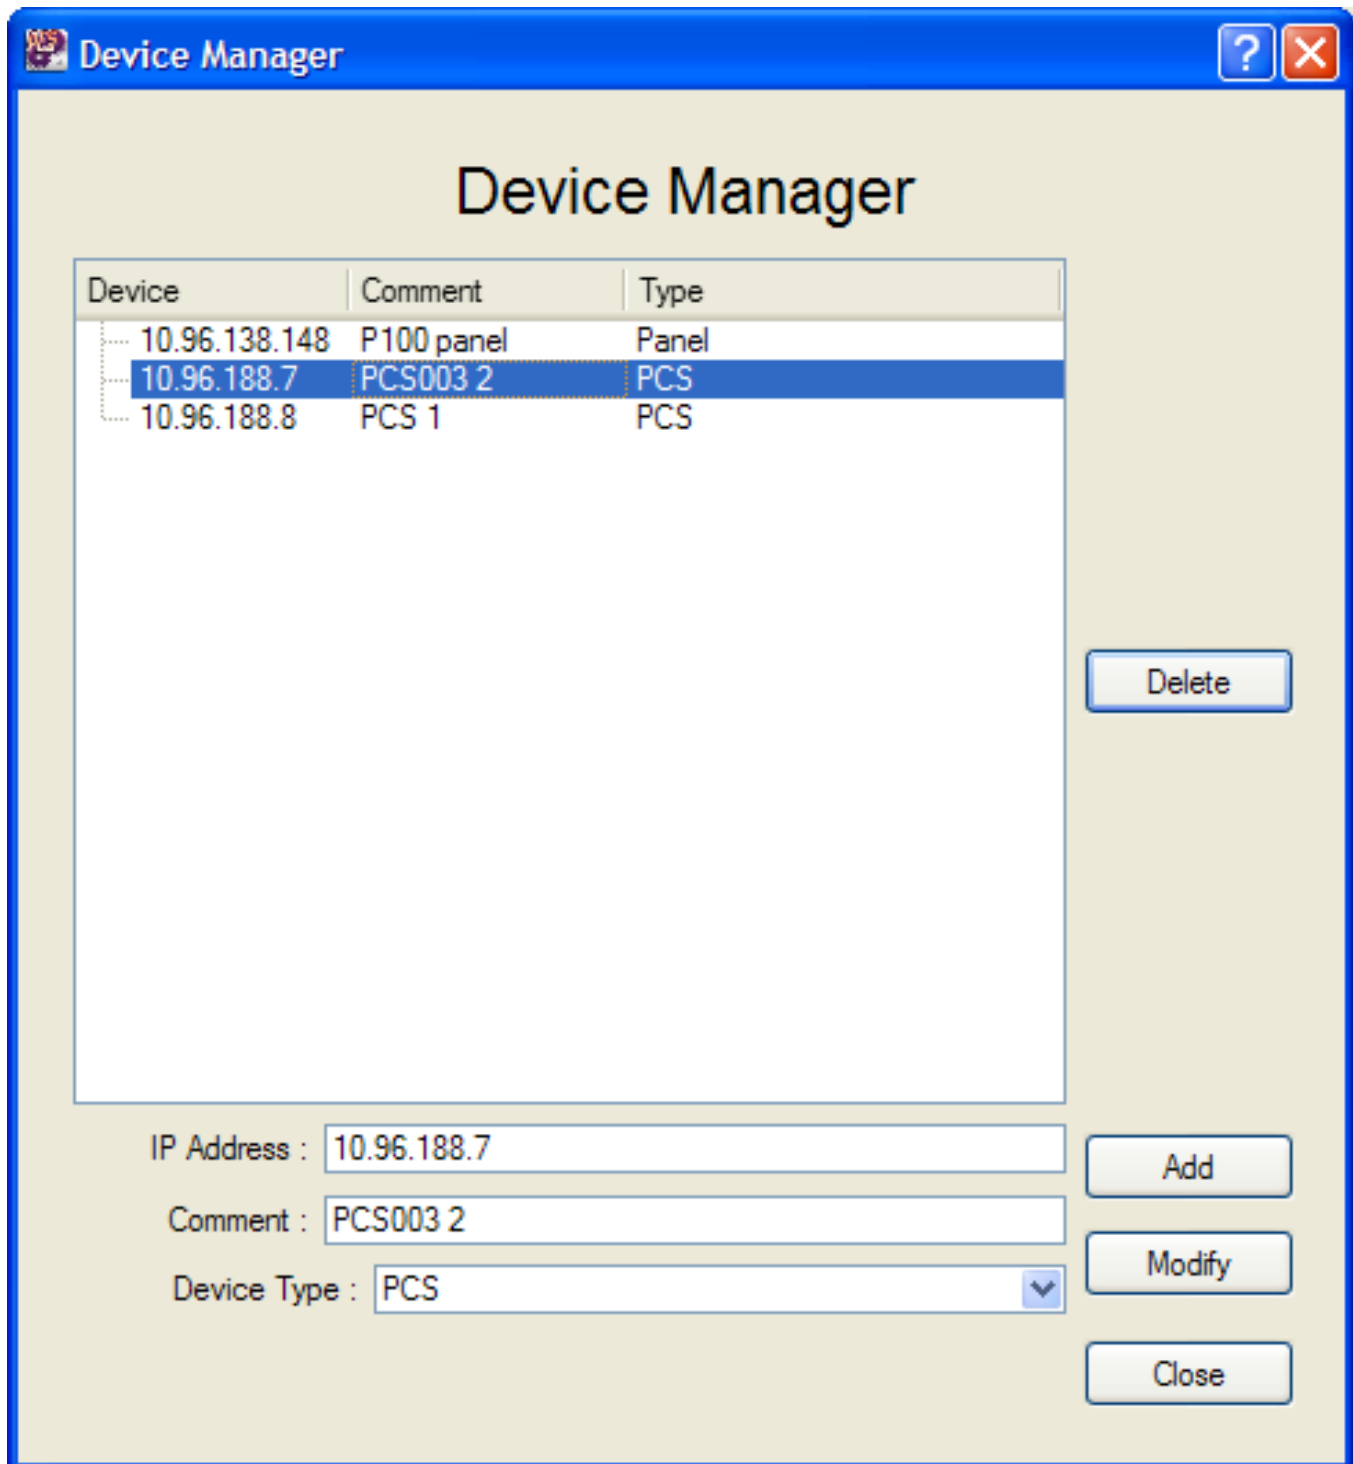 Device Manager
Device Manager
Device Comment Type
10.96.138.148 P100 panel Panel
10.96.188.7 PCS003 2 PCS
10.96.188.8 PCS 1 PCS
Delete
IP Address : 10.96.188.7
Add
Comment : PCS003 2
Modify
Device Type : PCS
Close